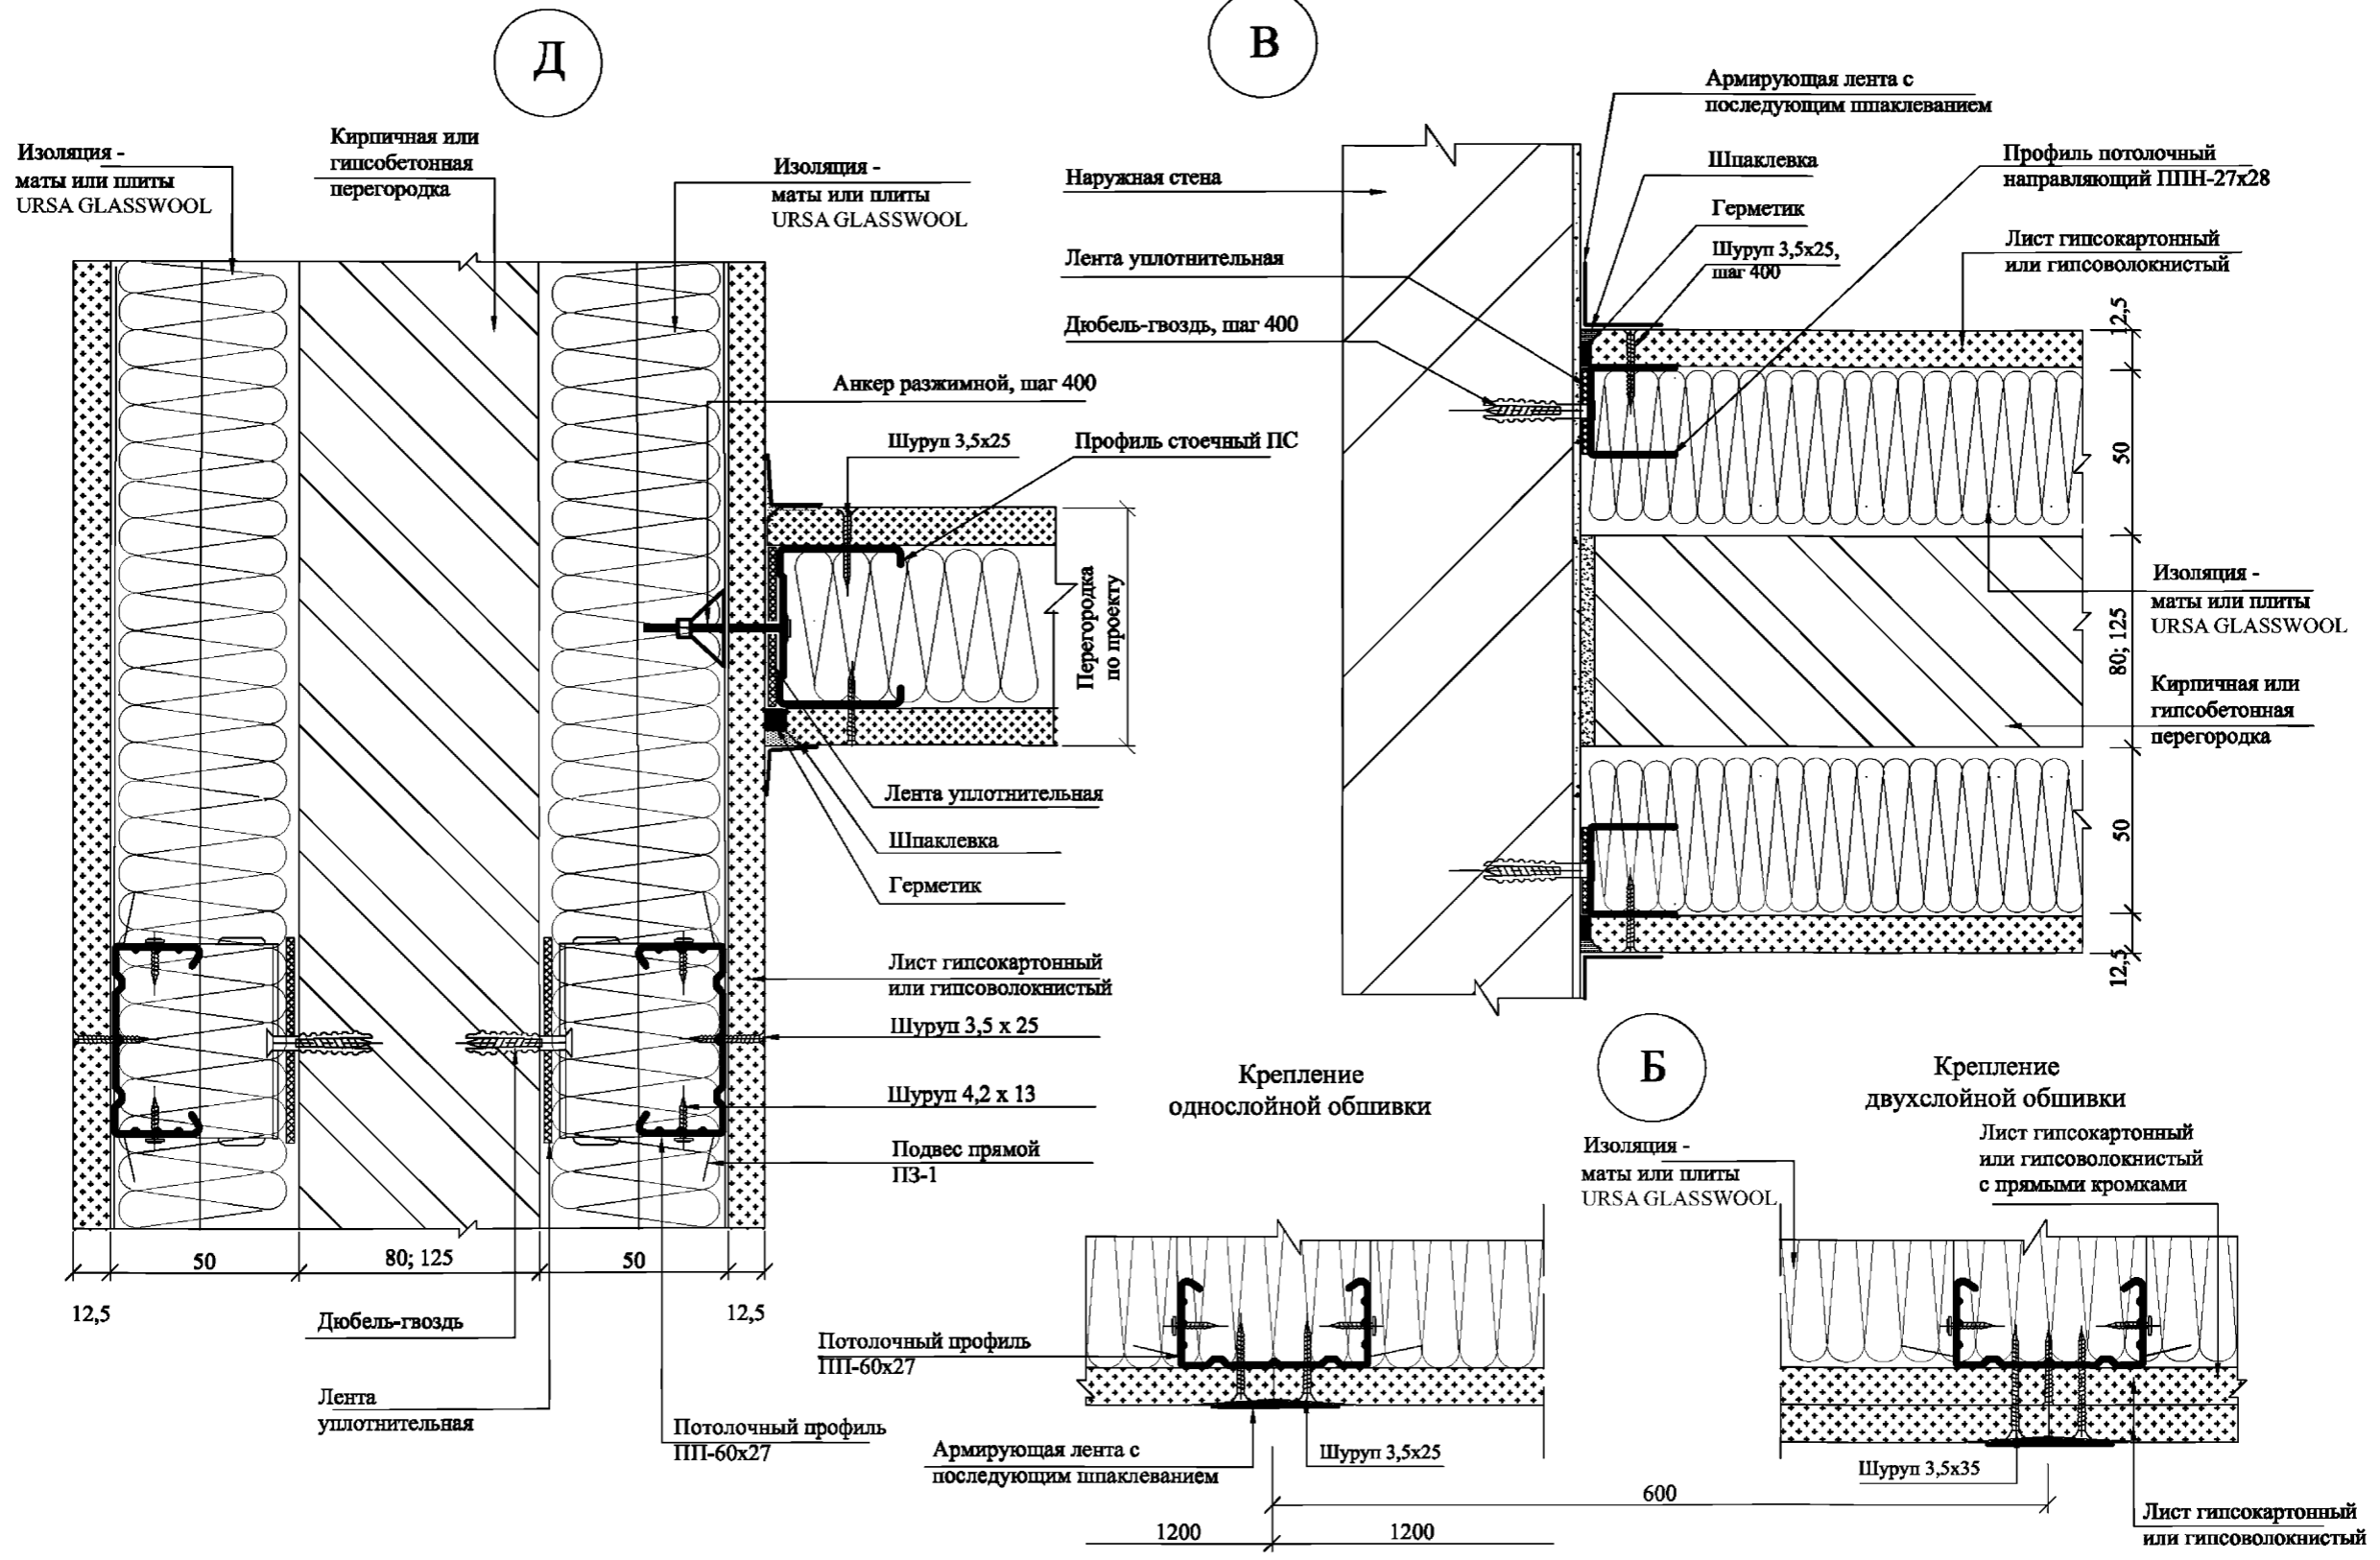 Д
Изоляция -
маты или плиты
URSA GLASSWOOL
Кирпичная или
гипсобетонная
перегородка
Изоляция -
маты или плиты
URSA GLASSWOOL
Анкер разжимной, шаг 400
Шуруп 3,5х25
Профиль стоечный ПС
Перегородка
по проекту
Лента уплотнительная
Шпаклевка
Герметик
Лист гипсокартонный
или гипсоволокнистый
Шуруп 3,5 х 25
Шуруп 4,2 х 13
Подвес прямой
ПЗ-1
50
80; 125
50
12,5
12,5
Дюбель-гвоздь
Лента
уплотнительная
Потолочный профиль
ПП-60х27
В
Армирующая лента с
последующим шпаклеванием
Наружная стена
Шпаклевка
Профиль потолочный
направляющий ППН-27х28
Герметик
Лента уплотнительная
Шуруп 3,5х25,
шаг 400
Лист гипсокартонный
или гипсоволокнистый
Дюбель-гвоздь, шаг 400
12,5
50
80; 125
50
12,5
Изоляция -
маты или плиты
URSA GLASSWOOL
Кирпичная или
гипсобетонная
перегородка
Б
Крепление
однослойной обшивки
Крепление
двухслойной обшивки
Изоляция -
маты или плиты
URSA GLASSWOOL
Лист гипсокартонный
или гипсоволокнистый
с прямыми кромками
Потолочный профиль
ПП-60х27
Армирующая лента с
последующим шпаклеванием
Шуруп 3,5х25
Шуруп 3,5х35
600
1200
1200
Лист гипсокартонный
или гипсоволокнистый